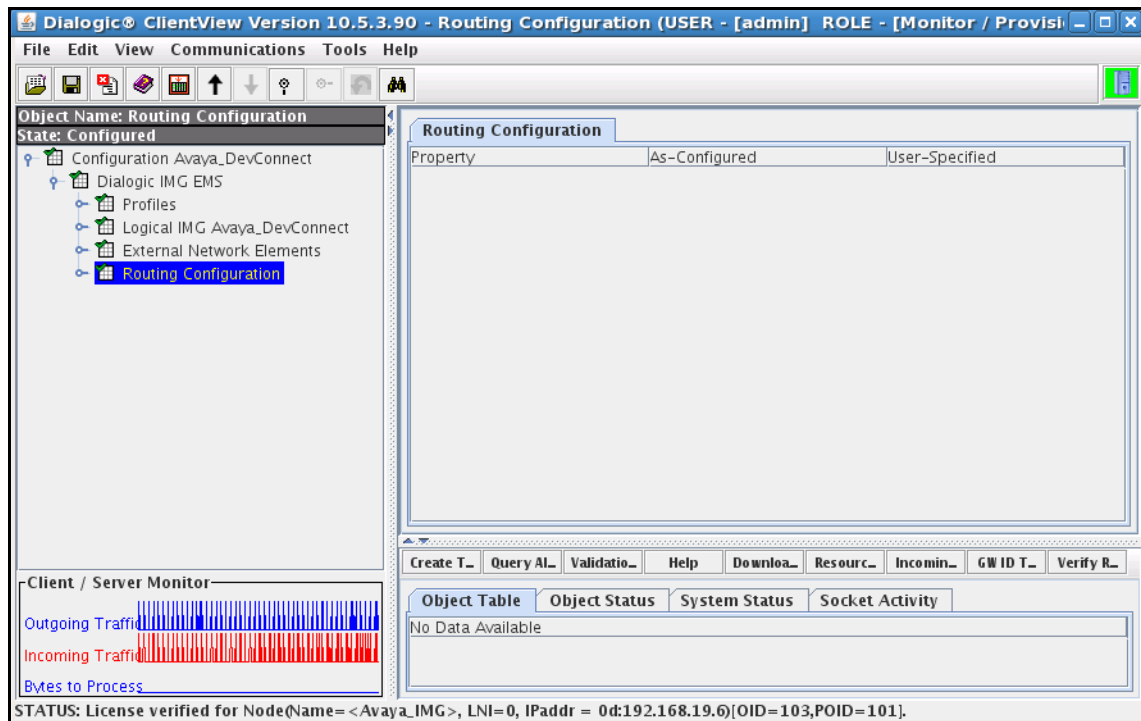 Dialogic® ClientView Version 10.5.3.90 - Routing Configuration (USER - [admin] ROLE - [Monitor / Provisi
File Edit View Communications Tools Help
Object Name: Routing Configuration
State: Configured
Configuration Avaya_DevConnect
Dialogic IMG EMS
Profiles
Logical IMG Avaya_DevConnect
External Network Elements
Routing Configuration
Routing Configuration
Property As-Configured User-Specified
Create T... Query Al... Validatio... Help Downloa... Resourc... Incomin... GW ID T... Verify R...
Client / Server Monitor
Outgoing Traffic
Incoming Traffic
Bytes to Process
Object Table Object Status System Status Socket Activity
No Data Available
STATUS: License verified for Node(Name=<Avaya_IMG>, LNI=0, IPaddr = 0d:192.168.19.6)[OID=103,POID=101].